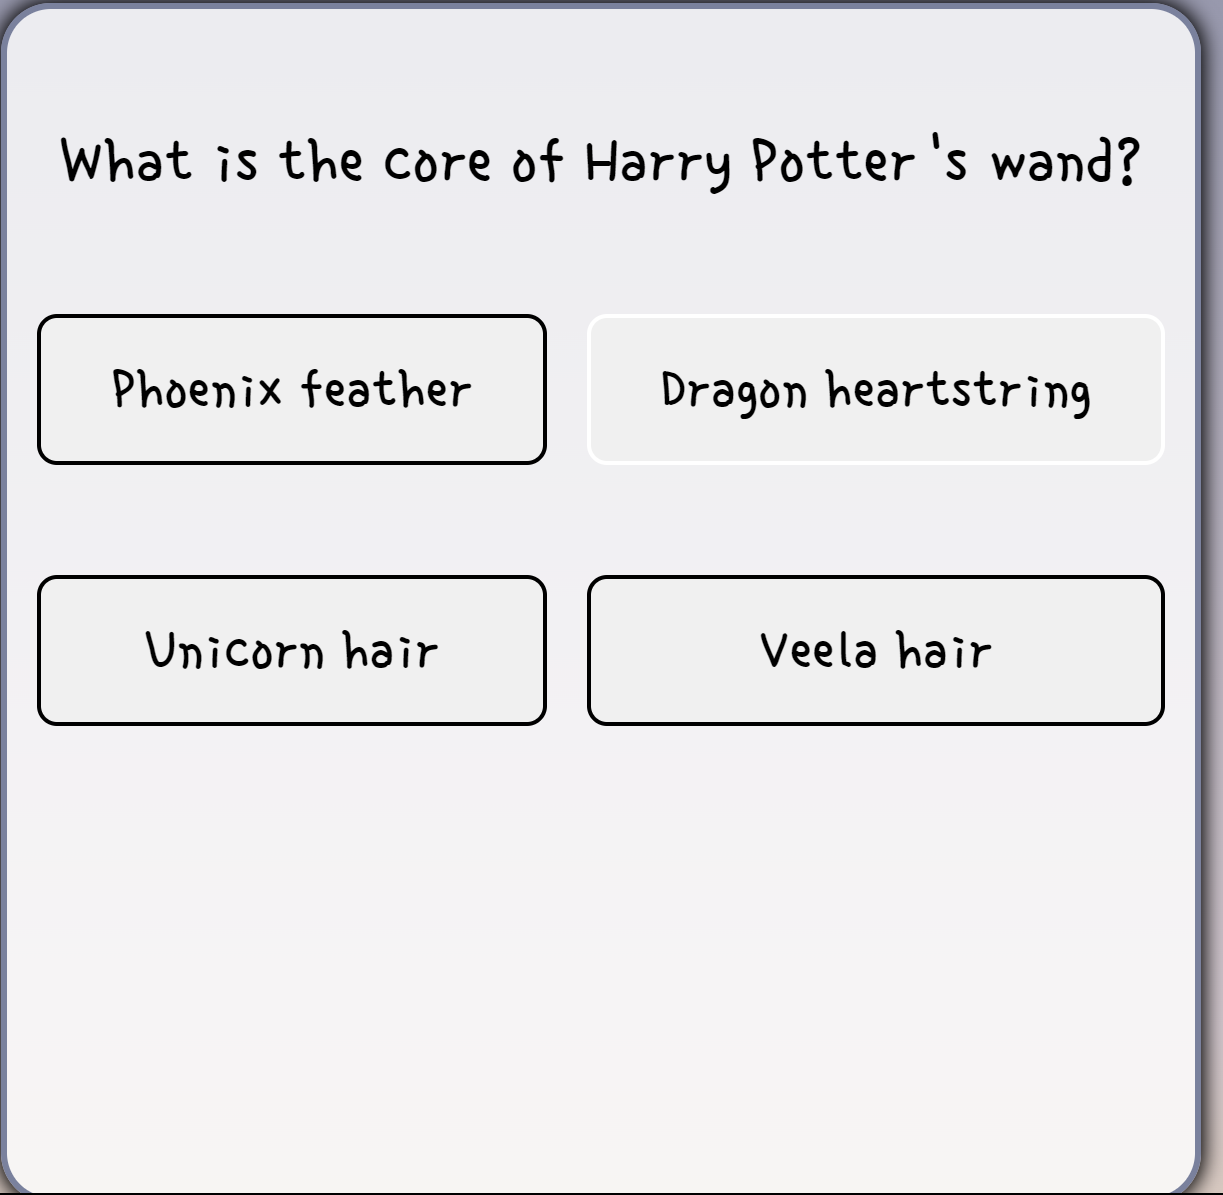 What is the core of Harry Potter's wand?
Phoenix feather
Dragon heartstring
Unicorn hair
Veela hair